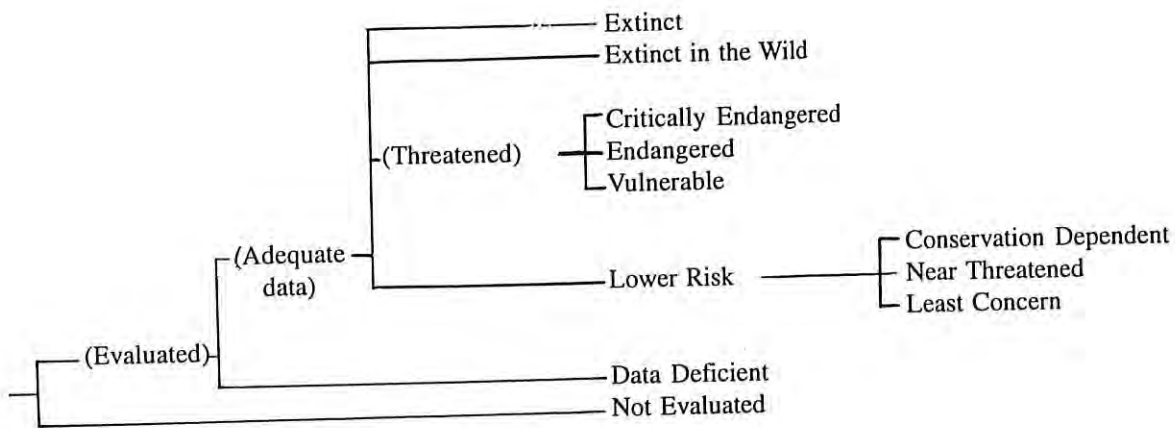 Extinct
Extinct in the Wild
Critically Endangered
(Threatened)
Endangered
Vulnerable
(Adequate
data)
Lower Risk
Conservation Dependent
Near Threatened
Least Concern
(Evaluated)
Data Deficient
Not Evaluated